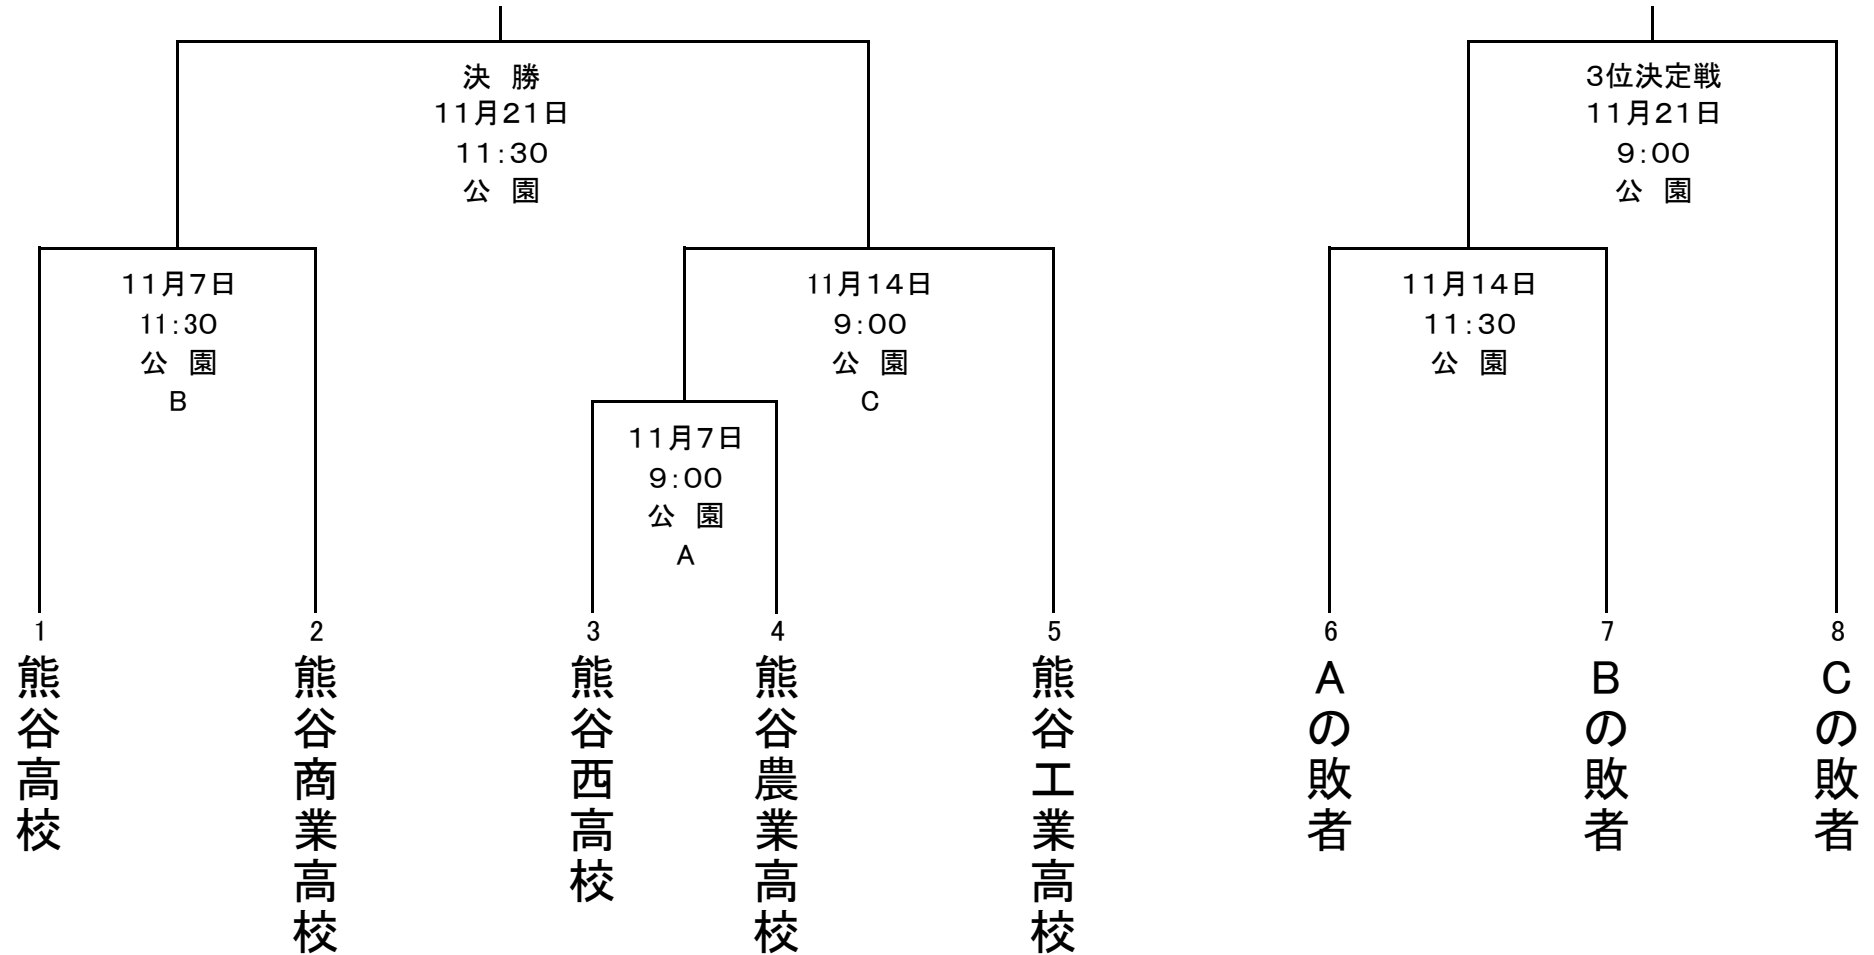 決　勝
11月21日
11:30
公　園
3位決定戦
11月21日
9:00
公　園
11月7日
11:30
公　園
B
11月14日
9:00
公　園
C
11月14日
11:30
公　園
11月7日
9:00
公　園
A
1
熊谷高校
2
熊谷商業高校
3
熊谷西高校
4
熊谷農業高校
5
熊谷工業高校
6
Aの敗者
7
Bの敗者
8
Cの敗者